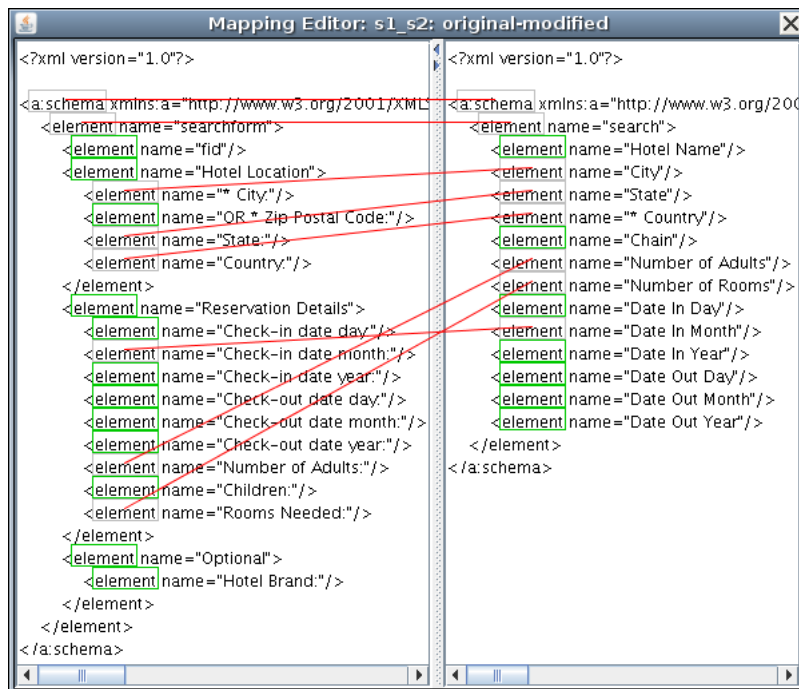 Mapping Editor: s1_s2: original-modified
<?xml version="1.0"?>
<a:schema xmlns:a="http://www.w3.org/2001/XMLS
<element name="searchform">
<element name="fid"/>
<element name="Hotel Location">
<element name="* City:"/>
<element name="OR * Zip Postal Code:"/>
<element name="State:"/>
<element name="Country:"/>
</element>
<element name="Reservation Details">
<element name="Check-in date day:"/>
<element name="Check-in date month:"/>
<element name="Check-in date year:"/>
<element name="Check-out date day:"/>
<element name="Check-out date month:"/>
<element name="Check-out date year:"/>
<element name="Number of Adults:"/>
<element name="Children:"/>
<element name="Rooms Needed:"/>
</element>
<element name="Optional">
<element name="Hotel Brand:"/>
</element>
</element>
</a:schema>
<?xml version="1.0"?>
<a:schema xmlns:a="http://www.w3.org/200
<element name="search">
<element name="Hotel Name"/>
<element name="City"/>
<element name="State"/>
<element name="* Country"/>
<element name="Chain"/>
<element name="Number of Adults"/>
<element name="Number of Rooms"/>
<element name="Date In Day"/>
<element name="Date In Month"/>
<element name="Date In Year"/>
<element name="Date Out Day"/>
<element name="Date Out Month"/>
<element name="Date Out Year"/>
</element>
</a:schema>